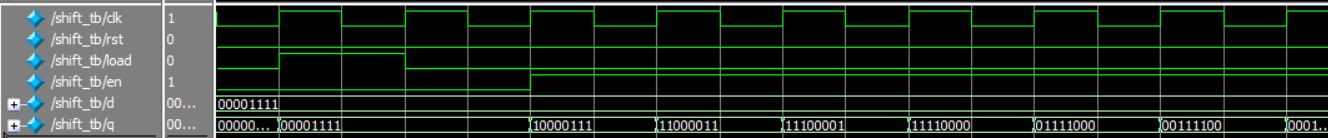 /shift_tb/clk 1
/shift_tb/rst 0
/shift_tb/load 0
/shift_tb/en 1
/shift_tb/d 00... 00001111
/shift_tb/q 00... 00000... 00001111 10000111 11000011 11100001 11110000 01111000 00111100 0001..